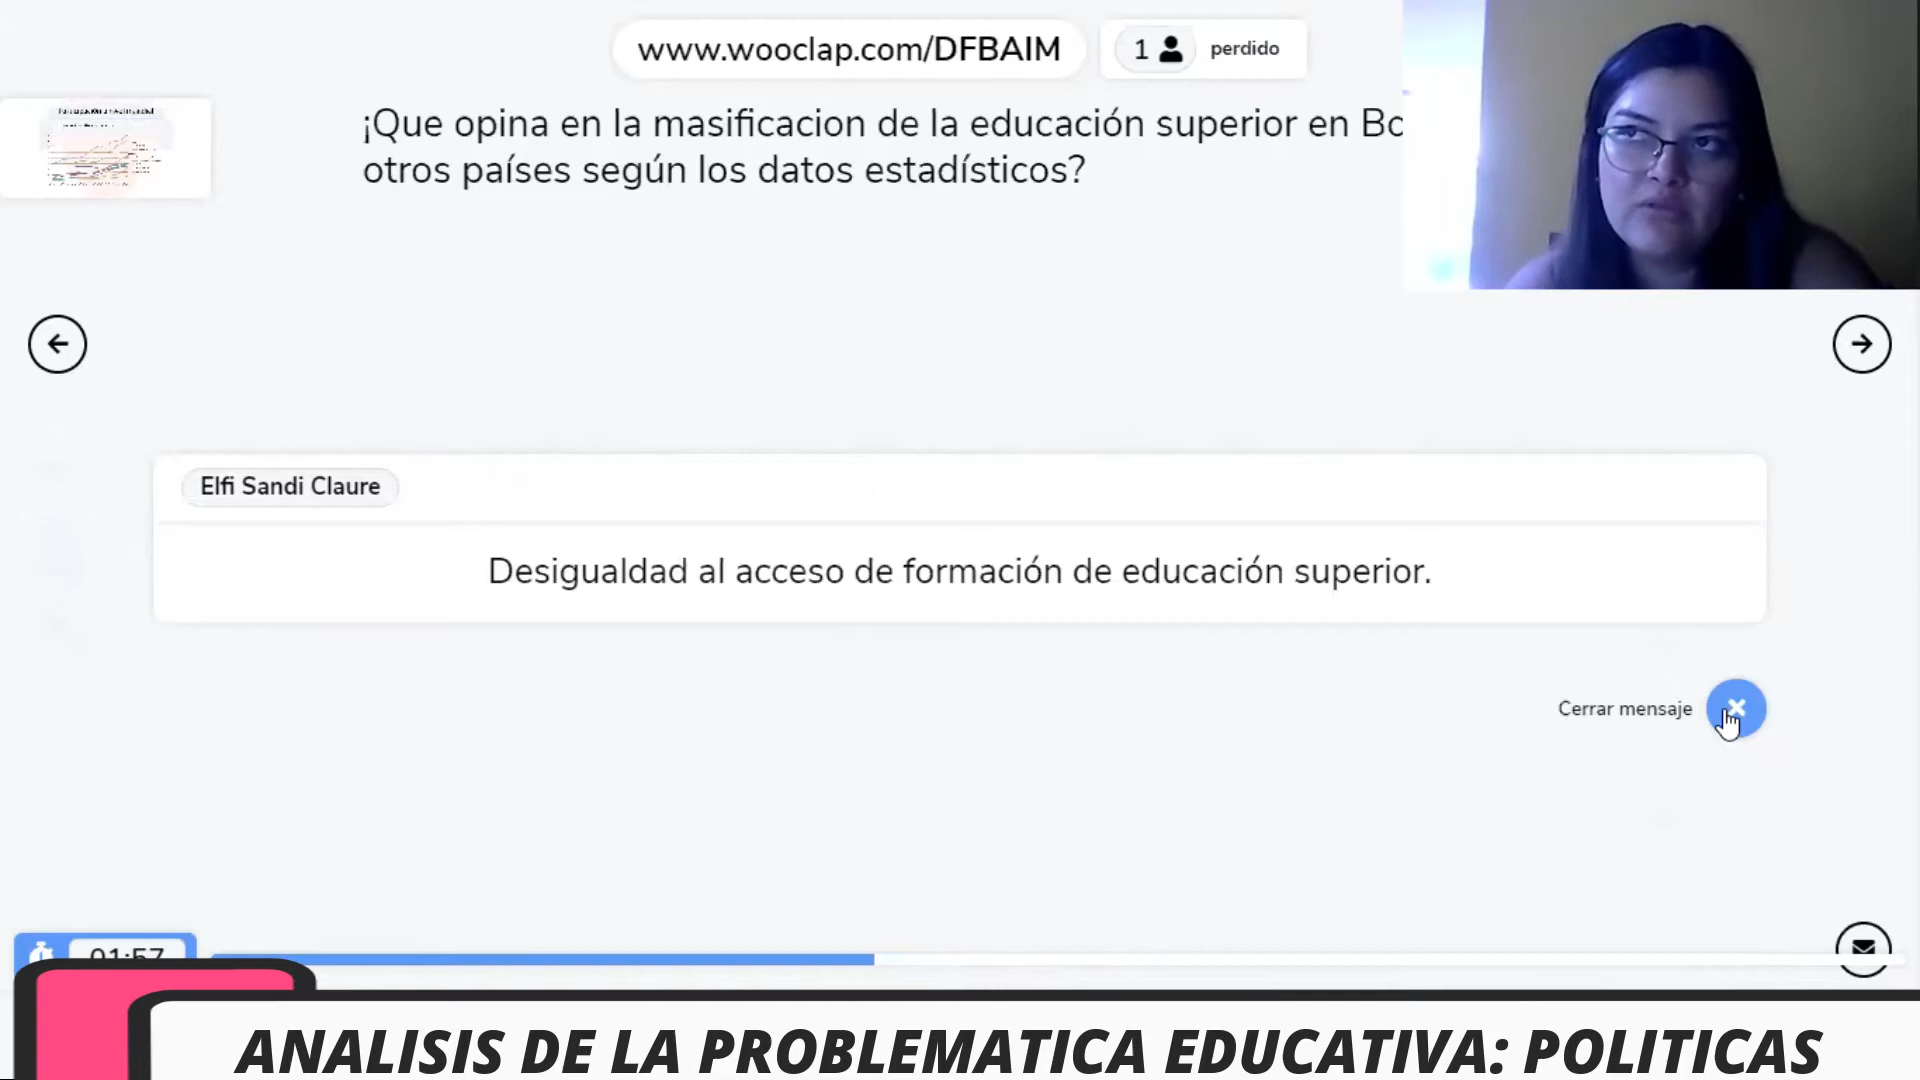 www.wooclap.com/DFBAIM
1 perdido
¡Que opina en la masificacion de la educación superior en Bo
otros países según los datos estadísticos?
Elfi Sandi Claure
Desigualdad al acceso de formación de educación superior.
Cerrar mensaje
01:57
ANALISIS DE LA PROBLEMATICA EDUCATIVA: POLITICAS